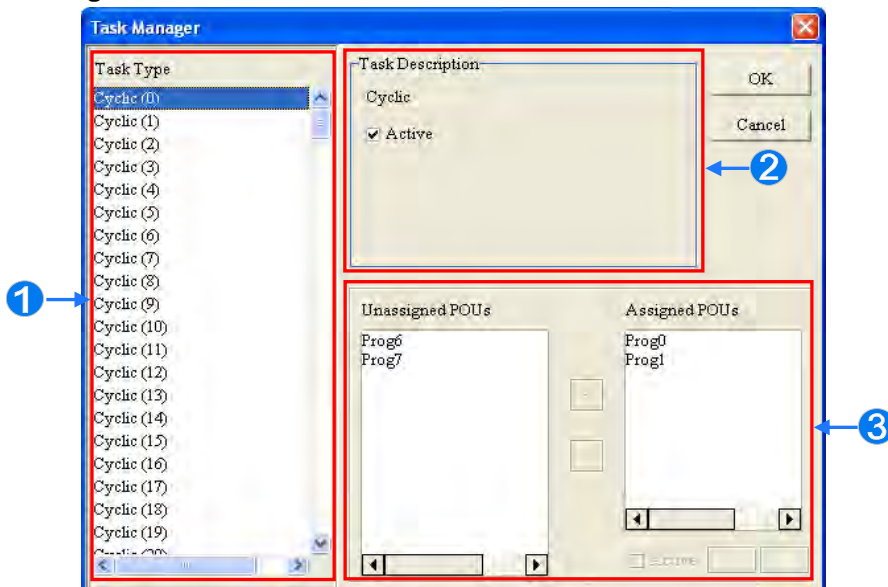 Task Manager
Task Type
Cyclic (0)
Cyclic (1)
Cyclic (2)
Cyclic (3)
Cyclic (4)
Cyclic (5)
Cyclic (6)
Cyclic (7)
Cyclic (8)
Cyclic (9)
Cyclic (10)
Cyclic (11)
Cyclic (12)
Cyclic (13)
Cyclic (14)
Cyclic (15)
Cyclic (16)
Cyclic (17)
Cyclic (18)
Cyclic (19)
Task Description
Cyclic
Active
OK
Cancel
Unassigned POUs
Prog6
Prog7
Assigned POUs
Prog0
Prog1
1
2
3